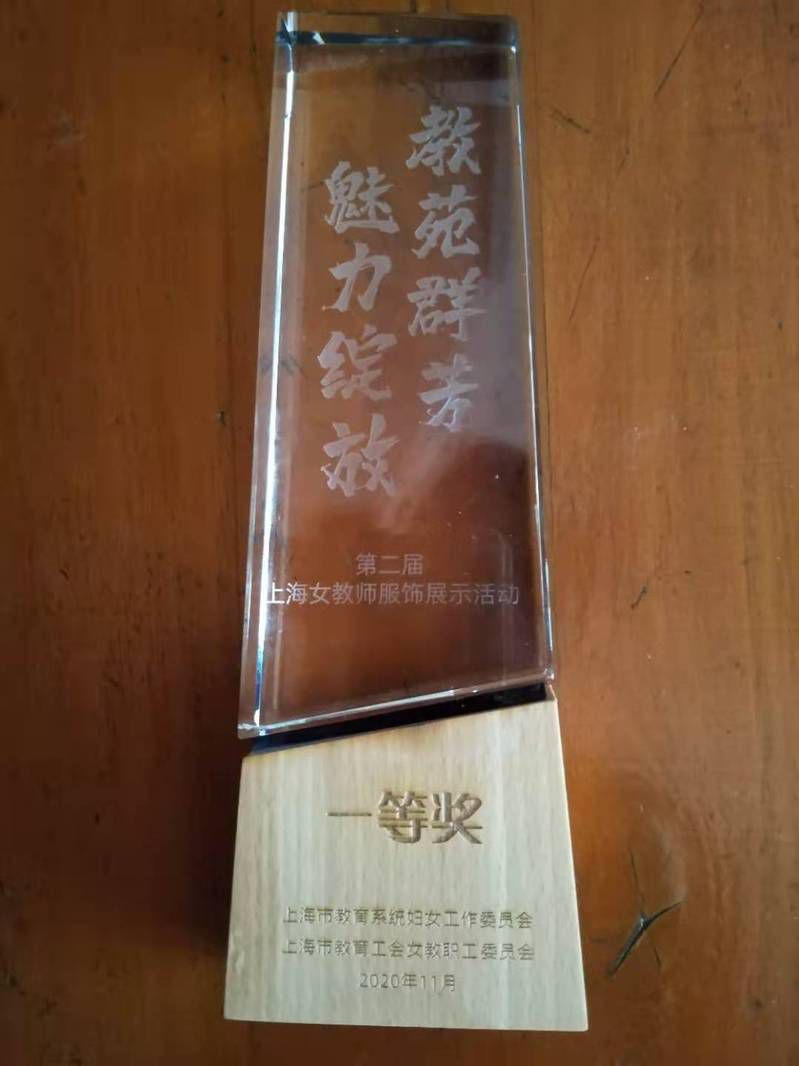 教苑群芳
魅力绽放
第二届
上海女教师服饰展示活动
一等奖
上海市教育系统妇女工作委员会
上海市教育工会女教职工委员会
2020年11月